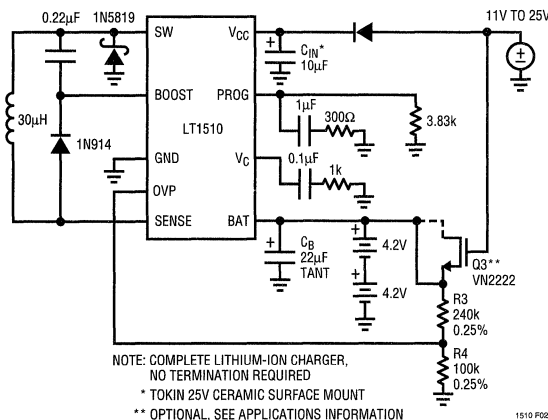 0.22µF
1N5819
11V TO 25V
SW
VCC
CIN*
10µF
BOOST
PROG
1µF
300Ω
30µH
LT1510
3.83k
1N914
GND
VC
0.1µF
1k
OVP
SENSE
BAT
CB
22µF
TANT
4.2V
4.2V
Q3**
VN2222
R3
240k
0.25%
R4
100k
0.25%
NOTE: COMPLETE LITHIUM-ION CHARGER,
NO TERMINATION REQUIRED
* TOKIN 25V CERAMIC SURFACE MOUNT
** OPTIONAL, SEE APPLICATIONS INFORMATION
1510 F02